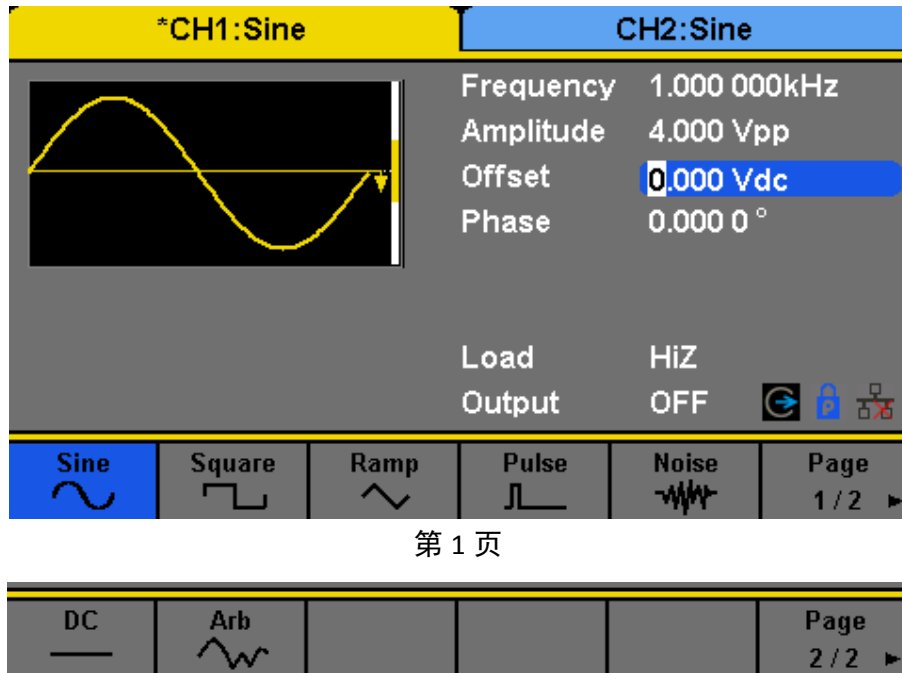 *CH1:Sine
CH2:Sine
Frequency 1.000 000kHz
Amplitude 4.000 Vpp
Offset 0.000 Vdc
Phase 0.000 0 °
Load HiZ
Output OFF
P
Sine Square Ramp Pulse Noise Page
1 / 2
第 1 页
DC Arb Page
2 / 2